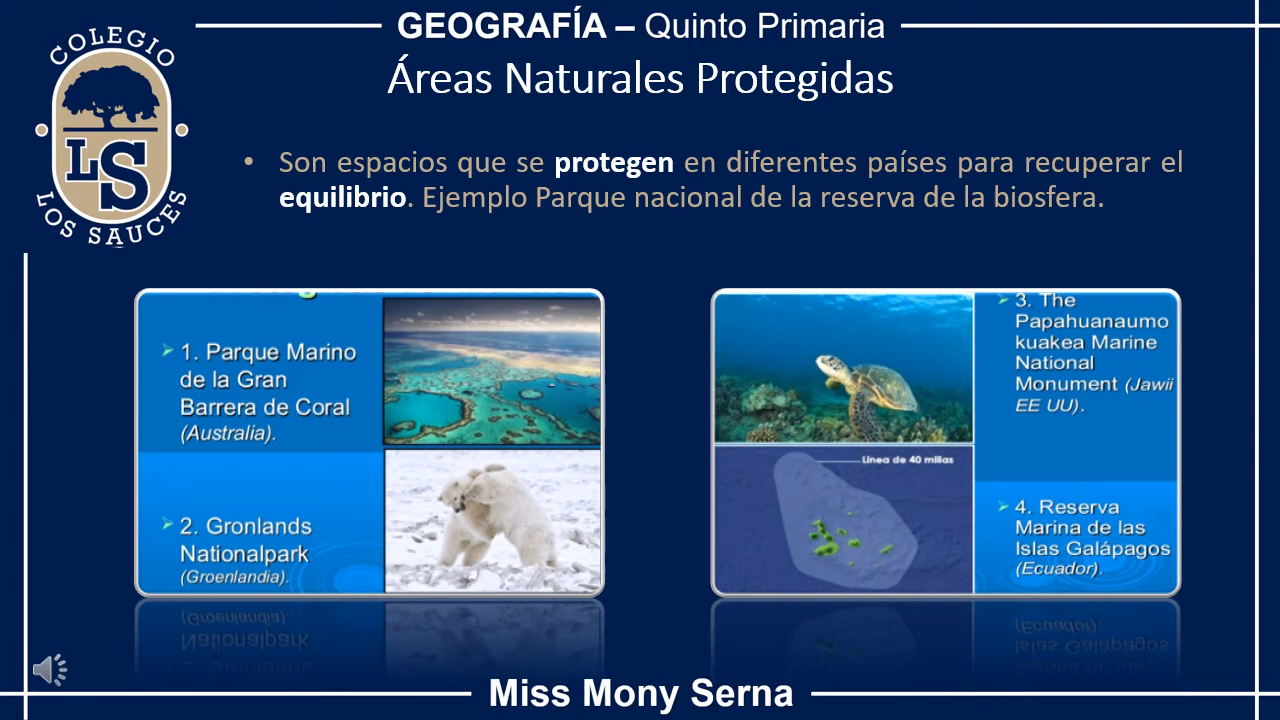 GEOGRAFÍA – Quinto Primaria
Áreas Naturales Protegidas
COLEGIO
LS
LOS SAUCES
• Son espacios que se protegen en diferentes países para recuperar el
equilibrio. Ejemplo Parque nacional de la reserva de la biosfera.
1. Parque Marino
de la Gran
Barrera de Coral
(Australia).
2. Gronlands
Nationalpark
(Groenlandia).
3. The
Papahuanaumo
kuakea Marine
National
Monument (Jawii
EE UU).
Linea de 40 millas
4. Reserva
Marina de las
Islas Galápagos
(Ecuador).
Miss Mony Serna